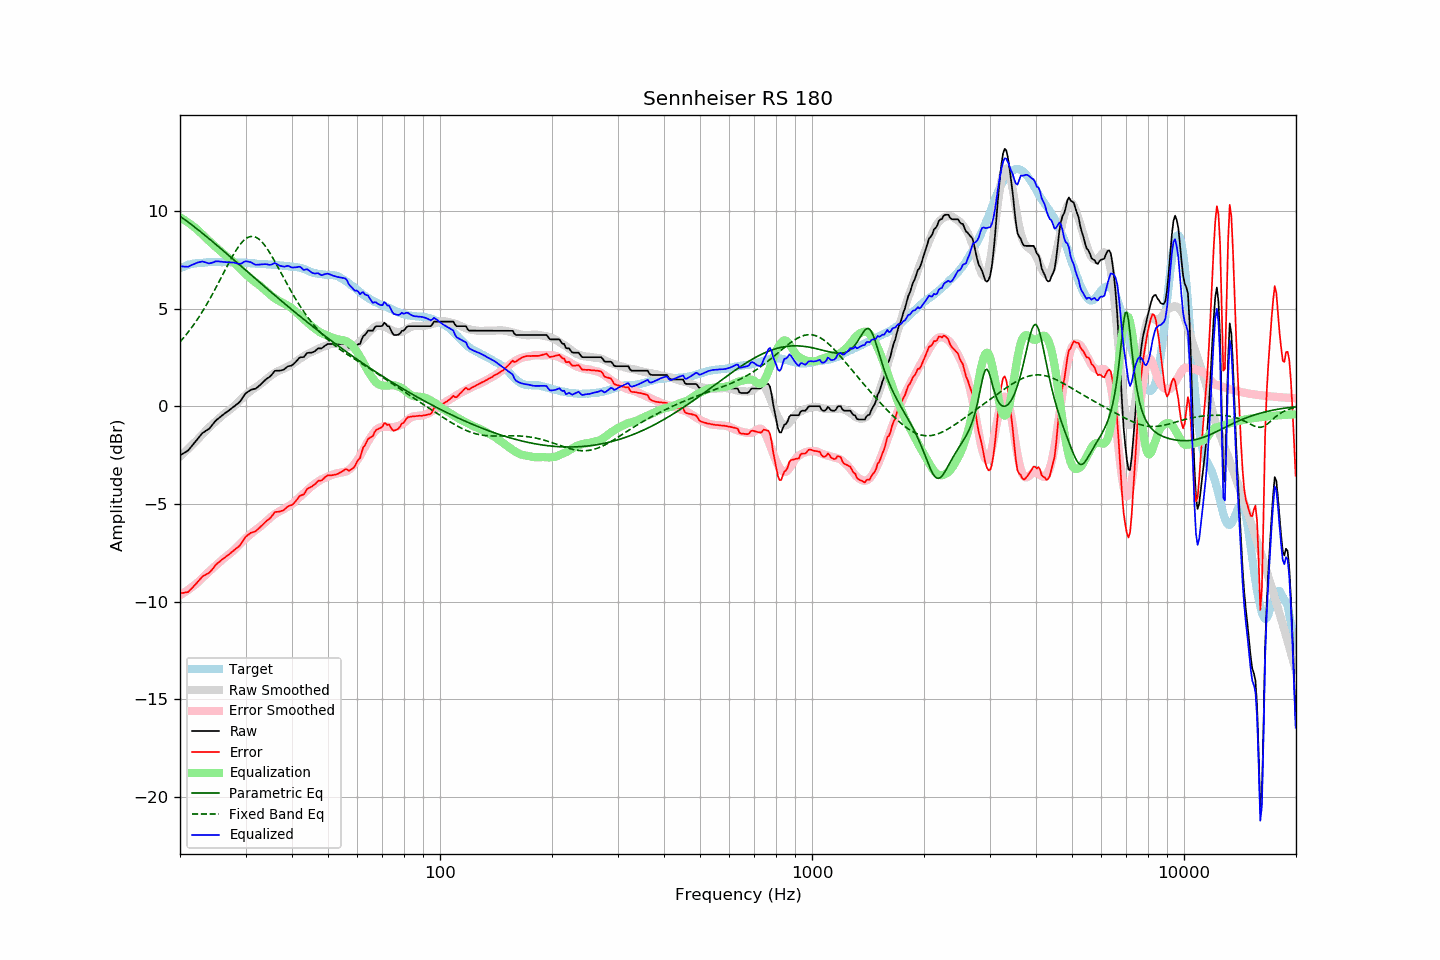 Sennheiser RS 180
Amplitude (dBr)
10
5
0
−5
−10
−15
−20
Target
Raw Smoothed
Error Smoothed
Raw
Error
Equalization
Parametric Eq
Fixed Band Eq
Equalized
100
1000
10000
Frequency (Hz)